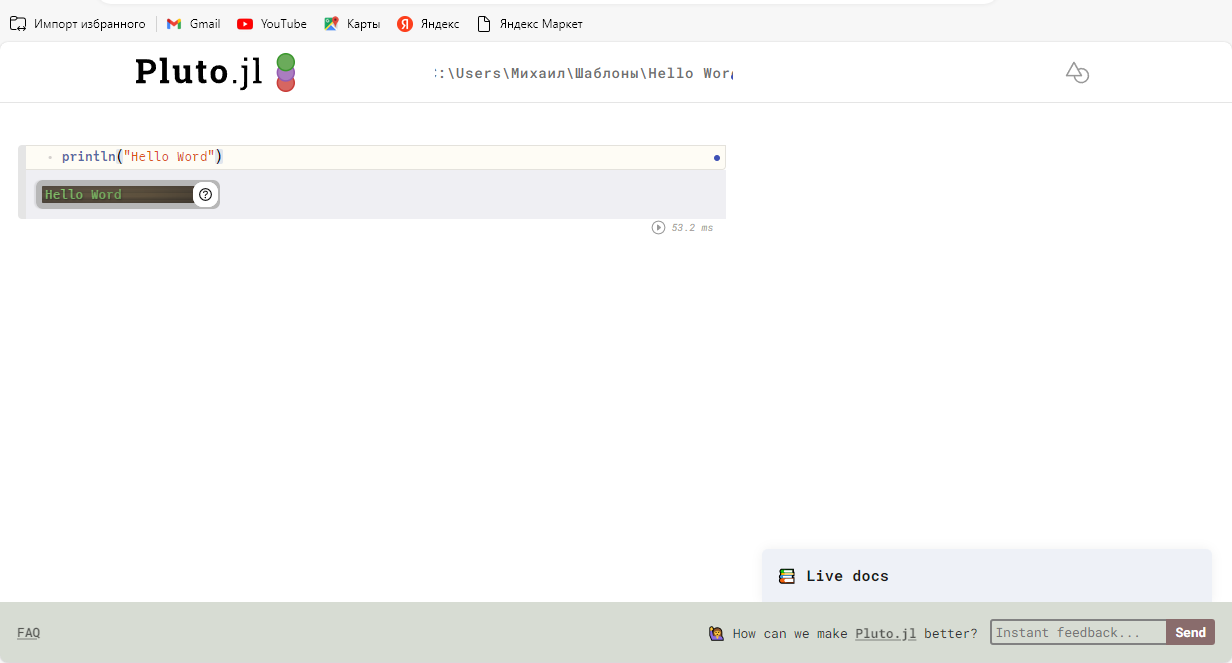 Импорт избранного Gmail YouTube Карты Яндекс Яндекс Маркет
Pluto.jl :\Users\Михаил\Шаблоны\Hello Wor
println("Hello Word")
Hello Word
53.2 ms
Live docs
FAQ How can we make Pluto.jl better? Instant feedback... Send